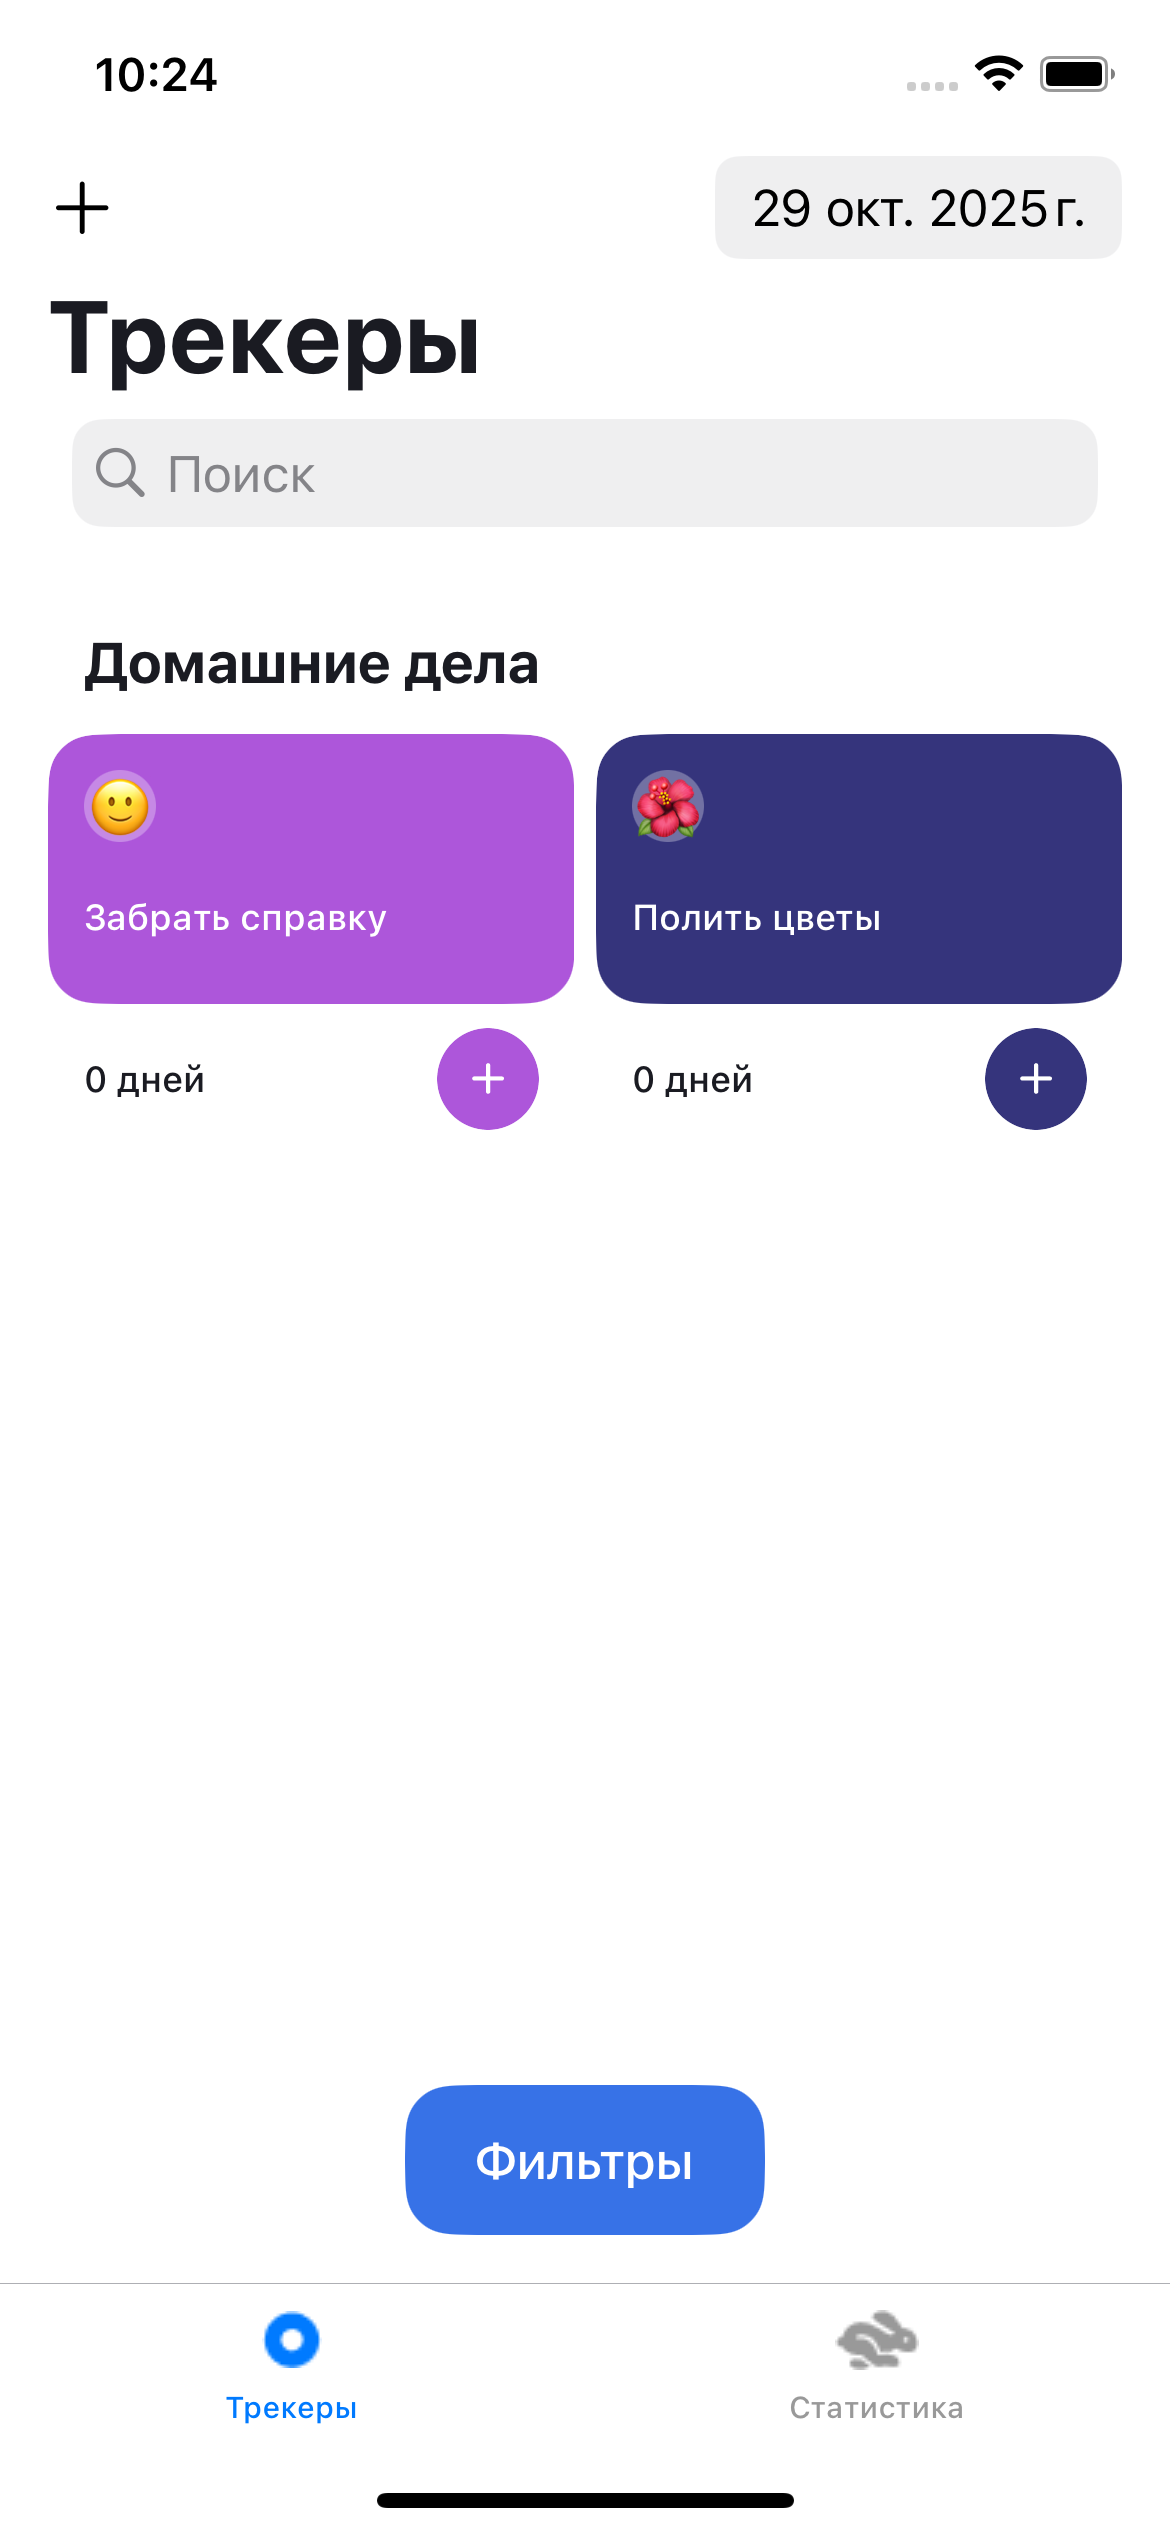 10:24
29 окт. 2025 г.
Трекеры
Поиск
Домашние дела
Забрать справку
Полить цветы
0 дней
0 дней
Фильтры
Трекеры
Статистика